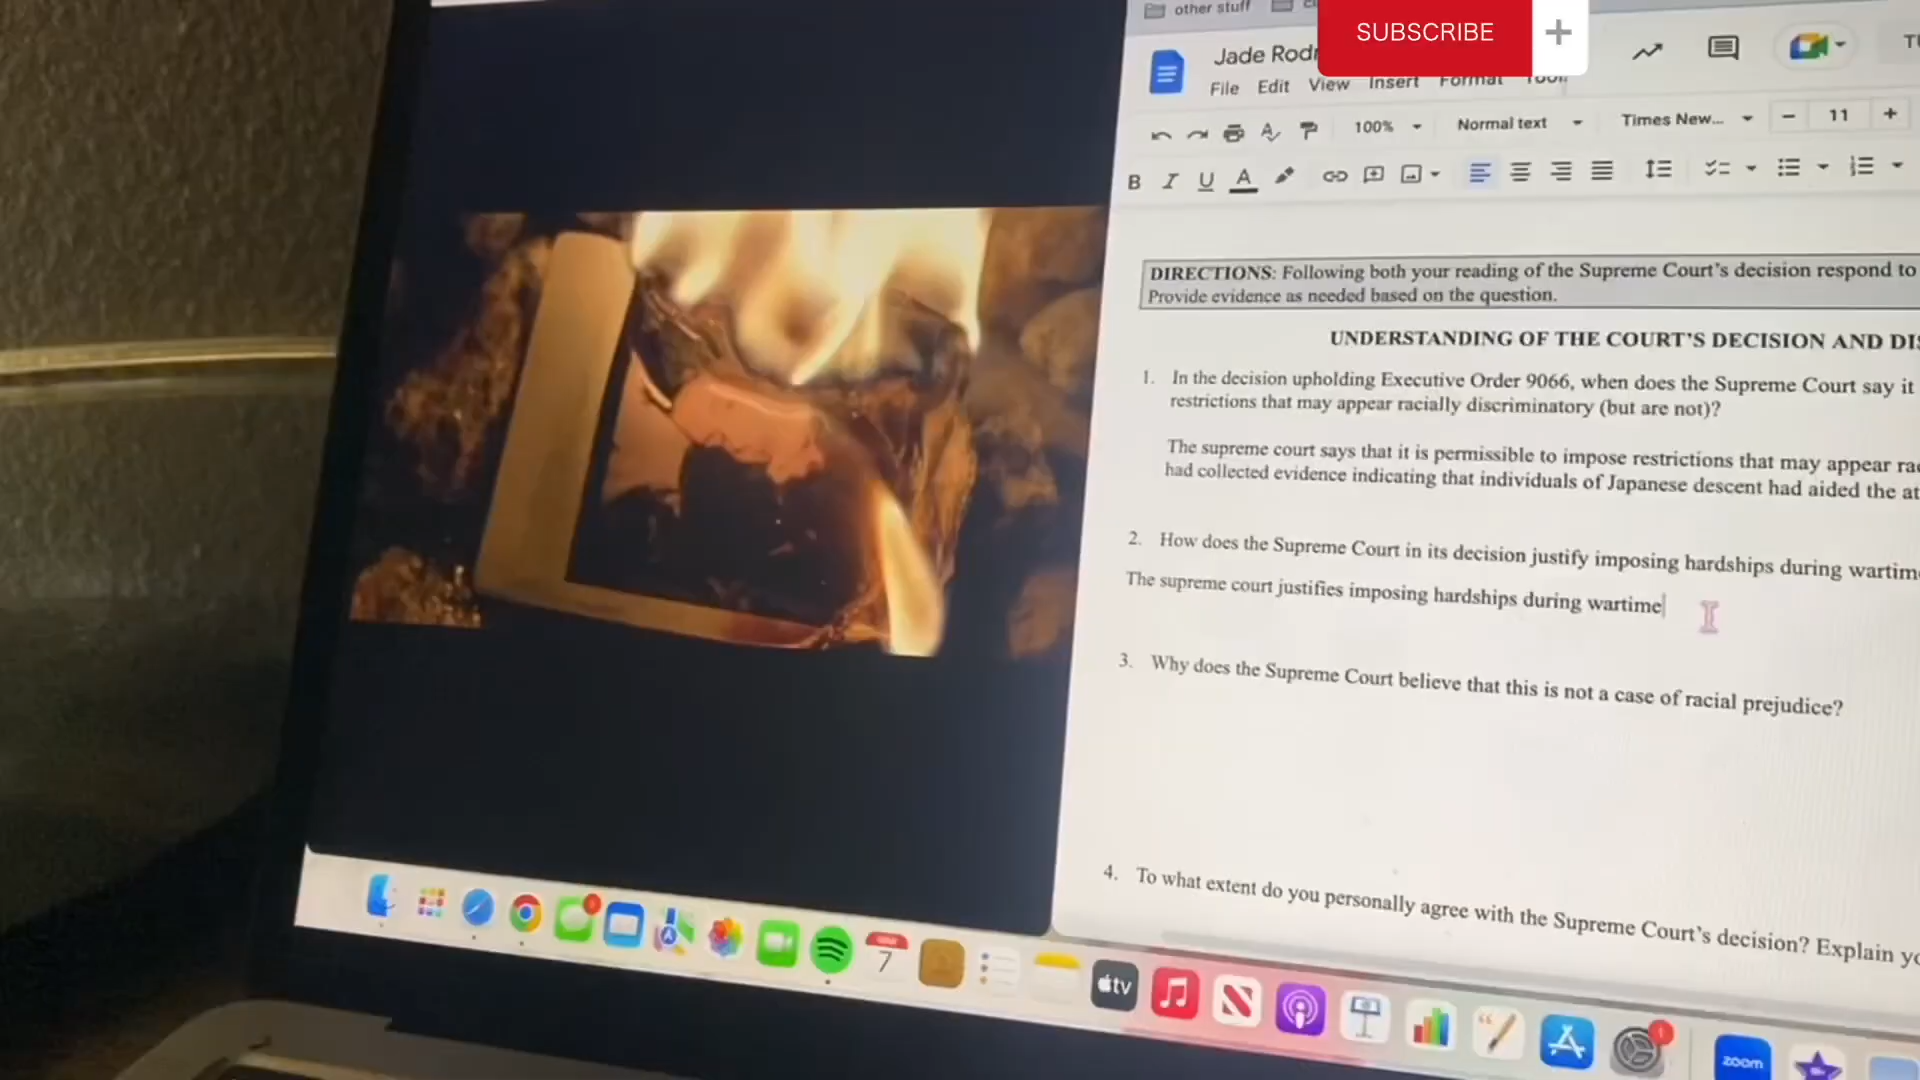 other stuff
SUBSCRIBE
Jade Rod
File Edit View Insert Format
100% Normal text Times New... 11
B I U A
DIRECTIONS: Following both your reading of the Supreme Court's decision respond to
Provide evidence as needed based on the question.
UNDERSTANDING OF THE COURT'S DECISION AND
1. In the decision upholding Executive Order 9066, when does the Supreme Court say it
restrictions that may appear racially discriminatory (but are not)?
The supreme court says that it is permissible to impose restrictions that may appear
had collected evidence indicating that individuals of Japanese descent had aided the
2. How does the Supreme Court in its decision justify imposing hardships during wartime
The supreme court justifies imposing hardships during wartime
3. Why does the Supreme Court believe that this is not a case of racial prejudice?
4. To what extent do you personally agree with the Supreme Court's decision? Explain
7
tv
1
zoom